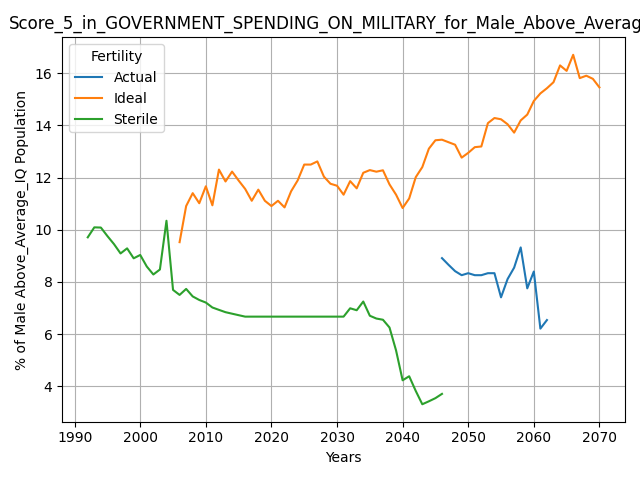 Score_5_in_GOVERNMENT_SPENDING_ON_MILITARY_for_Male_Above_Averag
Fertility
Actual
Ideal
Sterile
% of Male Above_Average_IQ Population
16
14
12
10
8
6
4
1990 2000 2010 2020 2030 2040 2050 2060 2070
Years